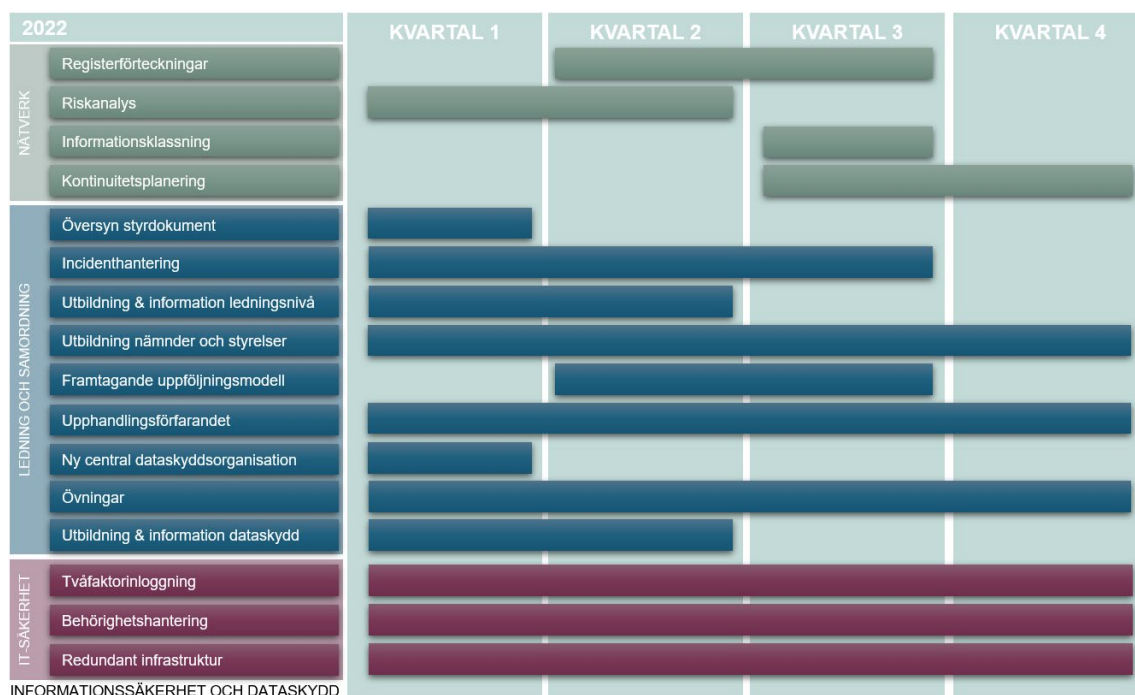 2022
KVARTAL 1
KVARTAL 2
KVARTAL 3
KVARTAL 4
NÄTVERK
Registerförteckningar
Riskanalys
Informationsklassning
Kontinuitetsplanering
LEDNING OCH SAMORDNING
Översyn styrdokument
Incidenthantering
Utbildning & information ledningsnivå
Utbildning nämnder och styrelser
Framtagande uppföljningsmodell
Upphandlingsförfarandet
Ny central dataskyddsorganisation
Övningar
Utbildning & information dataskydd
IT-SÄKERHET
Tvåfaktorinloggning
Behörighetshantering
Redundant infrastruktur
INFORMATIONSSÄKERHET OCH DATASKYDD